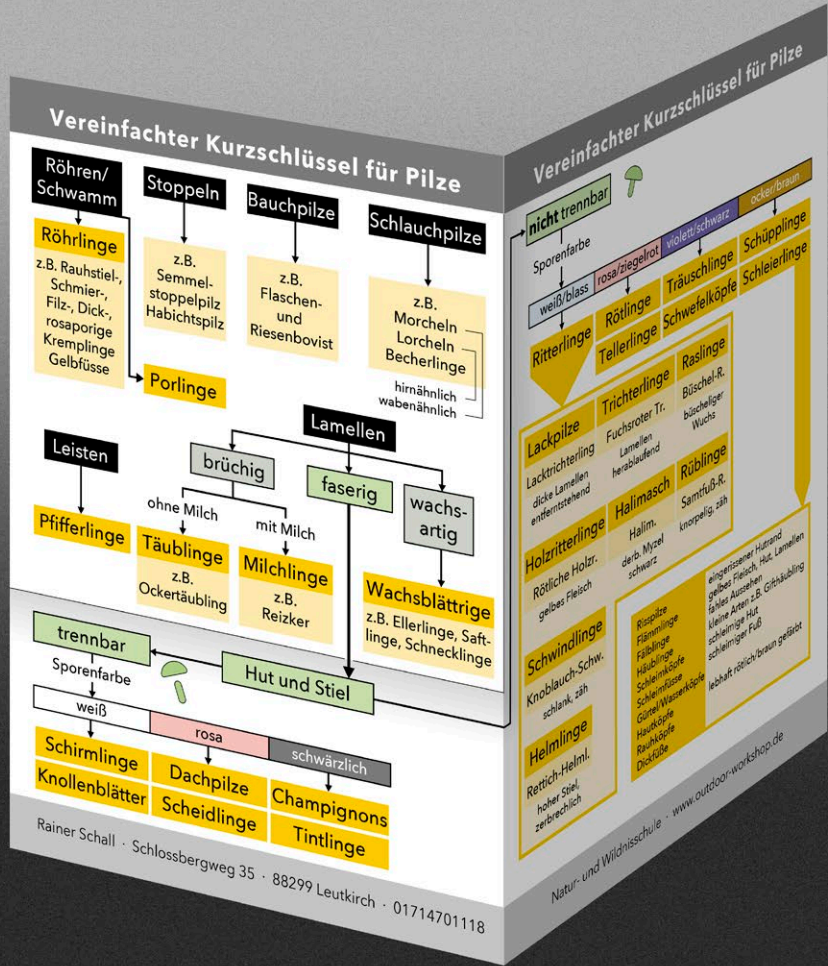 Vereinfachter Kurzschlüssel für Pilze
Röhren/
Schwamm
Röhrlinge
z.B. Rauhstiel-,
Schmier-,
Filz-, Dick-,
rosaporige
Kremplinge
Gelbfüsse
Porlinge
Stoppeln
z.B.
Semmel-
stoppelpilz
Habichtspilz
Bauchpilze
z.B.
Flaschen-
und
Riesenbovist
Schlauchpilze
z.B.
Morcheln
Lorcheln
Becherlinge
hirnähnlich
wabenähnlich
Leisten
Pfifferlinge
Lamellen
brüchig
ohne Milch
mit Milch
Täublinge
z.B.
Ockertäubling
Milchlinge
z.B.
Reizker
faserig
wachs-
artig
Wachsblättrige
z.B. Ellerlinge, Saft-
linge, Schnecklinge
Hut und Stiel
trennbar
Sporenfarbe
weiß
rosa
schwärzlich
Schirmlinge
Knollenblätter
Dachpilze
Scheidlinge
Champignons
Tintlinge
Rainer Schall · Schlossbergweg 35 · 88299 Leutkirch · 01714701118
Vereinfachter Kurzschlüssel für Pilze
nicht trennbar
Sporenfarbe
weiß/blass
rosa/ziegelrot
violett/schwarz
ocker/braun
Ritterlinge
Rötlinge
Tellerlinge
Träuschlinge
Schwefelköpfe
Schüpplinge
Schleierlinge
Lackpilze
Lacktrichterling
dicke Lamellen
entferntstehend
Trichterlinge
Fuchsroter Tr.
Lamellen
herablaufend
Raslinge
Büschel-R.
büscheliger
Wuchs
Holzritterlinge
Rötliche Holzr.
gelbes Fleisch
Halimasch
Halim.
derb. Myzel
schwarz
Rüblinge
Samtfuß-R.
knorpelig, zäh
Schwindlinge
Knoblauch-Schw.
schlank, zäh
Helmlinge
Rettich-Helml.
hoher Stiel,
zerbrechlich
Risspilze
Flämmlinge
Fälblinge
Häublinge
Schleimköpfe
Schleimfüsse
Gürtel/Wasserköpfe
Hautköpfe
Rauhköpfe
Dickfüße
eingerissener Hutrand
gelbes Fleisch, Hut, Lamellen
fahles Aussehen
kleine Arten z.B. Gifthäubling
schleimige Hut
schleimiger Fuß
lebhaft rötlich/braun gefärbt
Natur- und Wildnisschule · www.outdoor-workshop.de